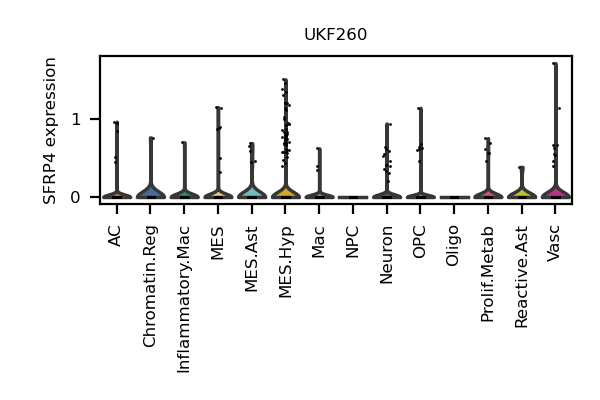 UKF260
SFRP4 expression
1
0
AC
Chromatin.Reg
Inflammatory.Mac
MES
MES.Ast
MES.Hyp
Mac
NPC
Neuron
OPC
Oligo
Prolif.Metab
Reactive.Ast
Vasc